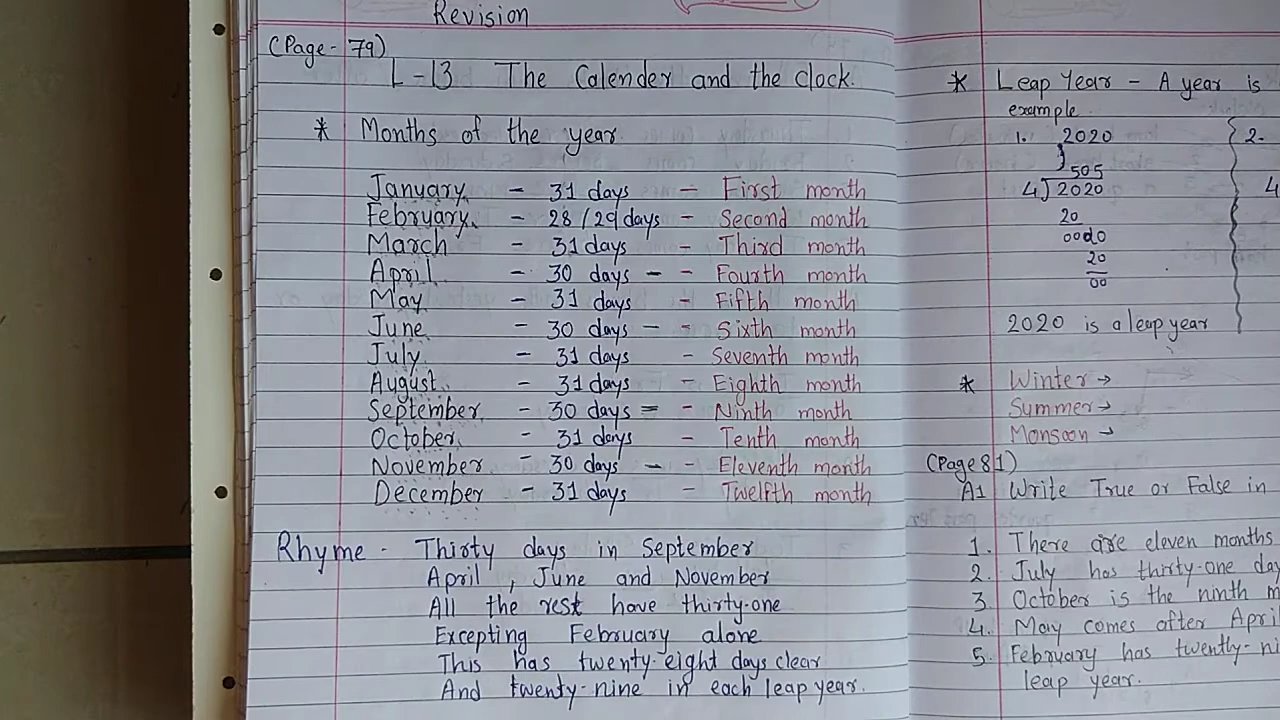 Revision
(Page- 79)
L-13 The Calender and the clock.
* Months of the year
January - 31 days - First month
February - 28/29 days - Second month
March - 31 days - Third month
April - 30 days - - Fourth month
May - 31 days - Fifth month
June - 30 days - - Sixth month
July - 31 days - Seventh month
August - 31 days - Eighth month
September - 30 days = - Ninth month
October - 31 days - Tenth month
November - 30 days - - Eleventh month
December - 31 days - Twelfth month
Rhyme - Thirty days in September
April, June and November
All the rest have thirty-one
Excepting February alone
This has twenty-eight days clear
And twenty-nine in each leap year.
* Leap Year - A year is
example
1. 2020
2.
505
4)2020
4
20
0020
20
00
2020 is a leap year
* Winter→
Summer→
Monsoon→
(Page 81)
A1 Write True or False in
1. There are eleven months
2. July has thirty-one
3. October is the ninth
4. May comes after April
5. February has
leap year.